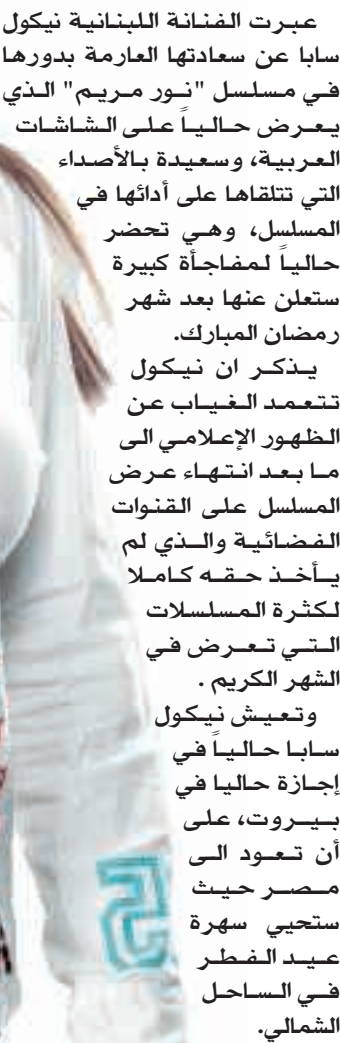 عبرت الفنانة اللبنانية نيكول
سابا عن سعادتها العارمة بدورها
في مسلسل "نور مريم" الذي
يعرض حالياً على الشاشات
العربية، وسعيدة بالأصداء
التي تتلقاها على أدائها في
المسلسل، وهي تحضر
حالياً لمفاجأة كبيرة
ستعلن عنها بعد شهر
رمضان المبارك.
يذكر ان نيكول
تتعمد الغياب عن
الظهور الإعلامي الى
ما بعد انتهاء عرض
المسلسل على القنوات
الفضائية والذي لم
يأخذ حقه كاملا
لكثرة المسلسلات
التي تعرض في
الشهر الكريم .
وتعيش نيكول
سابا حالياً في
إجازة حاليا في
بيروت، على
أن تعود الى
مصر حيث
ستحيي سهرة
عيد الفطر
في الساحل
الشمالي.